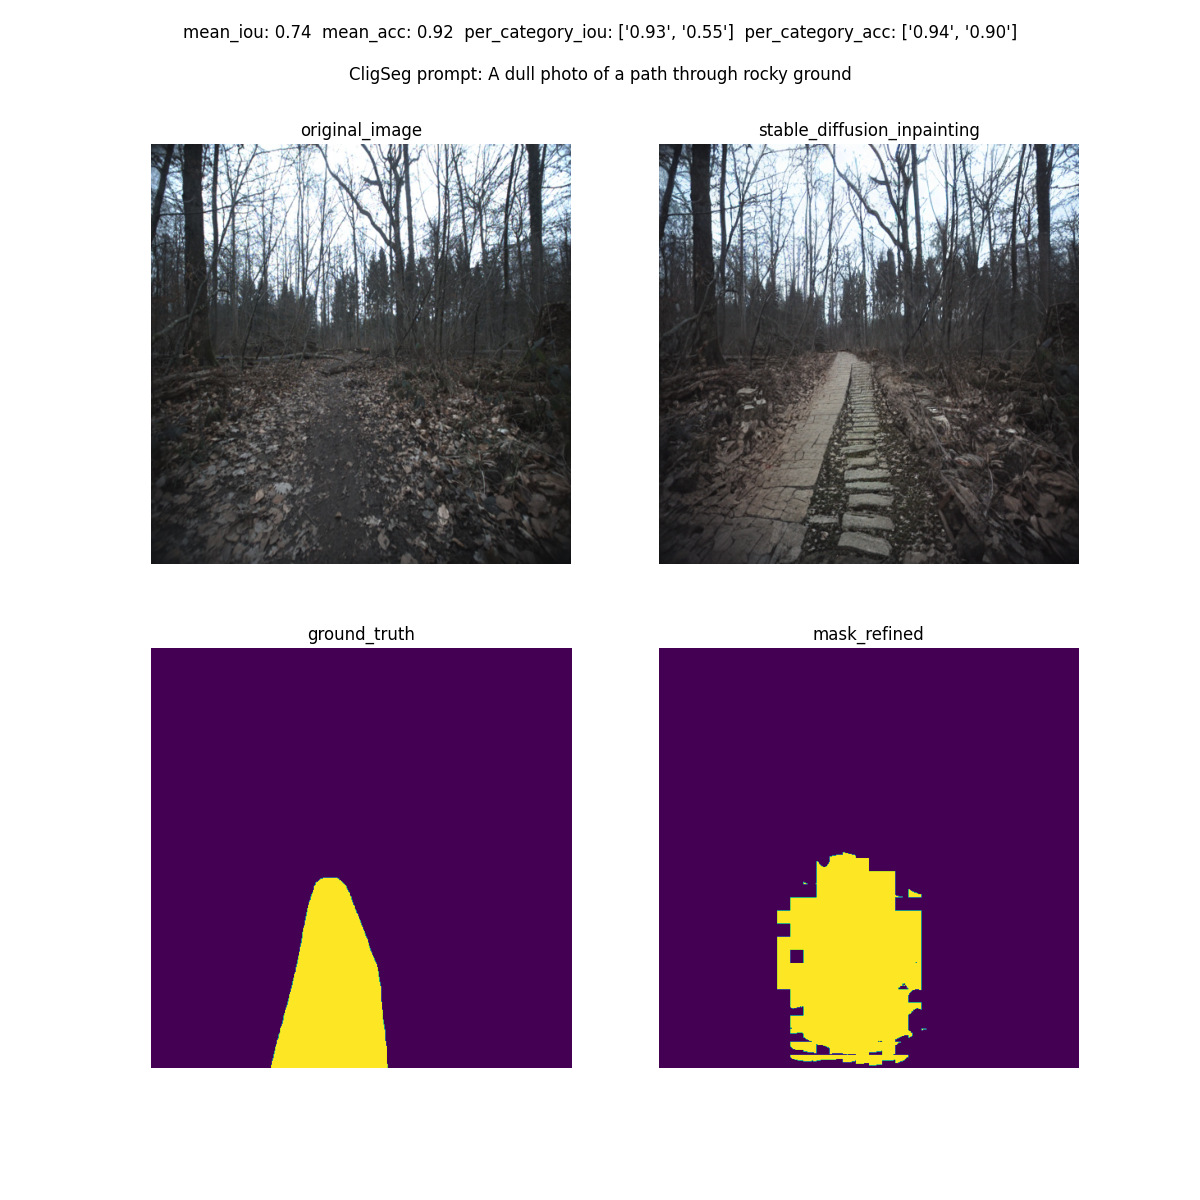 mean_iou: 0.74  mean_acc: 0.92  per_category_iou: ['0.93', '0.55']  per_category_acc: ['0.94', '0.90']
CligSeg prompt: A dull photo of a path through rocky ground
original_image
stable_diffusion_inpainting
ground_truth
mask_refined